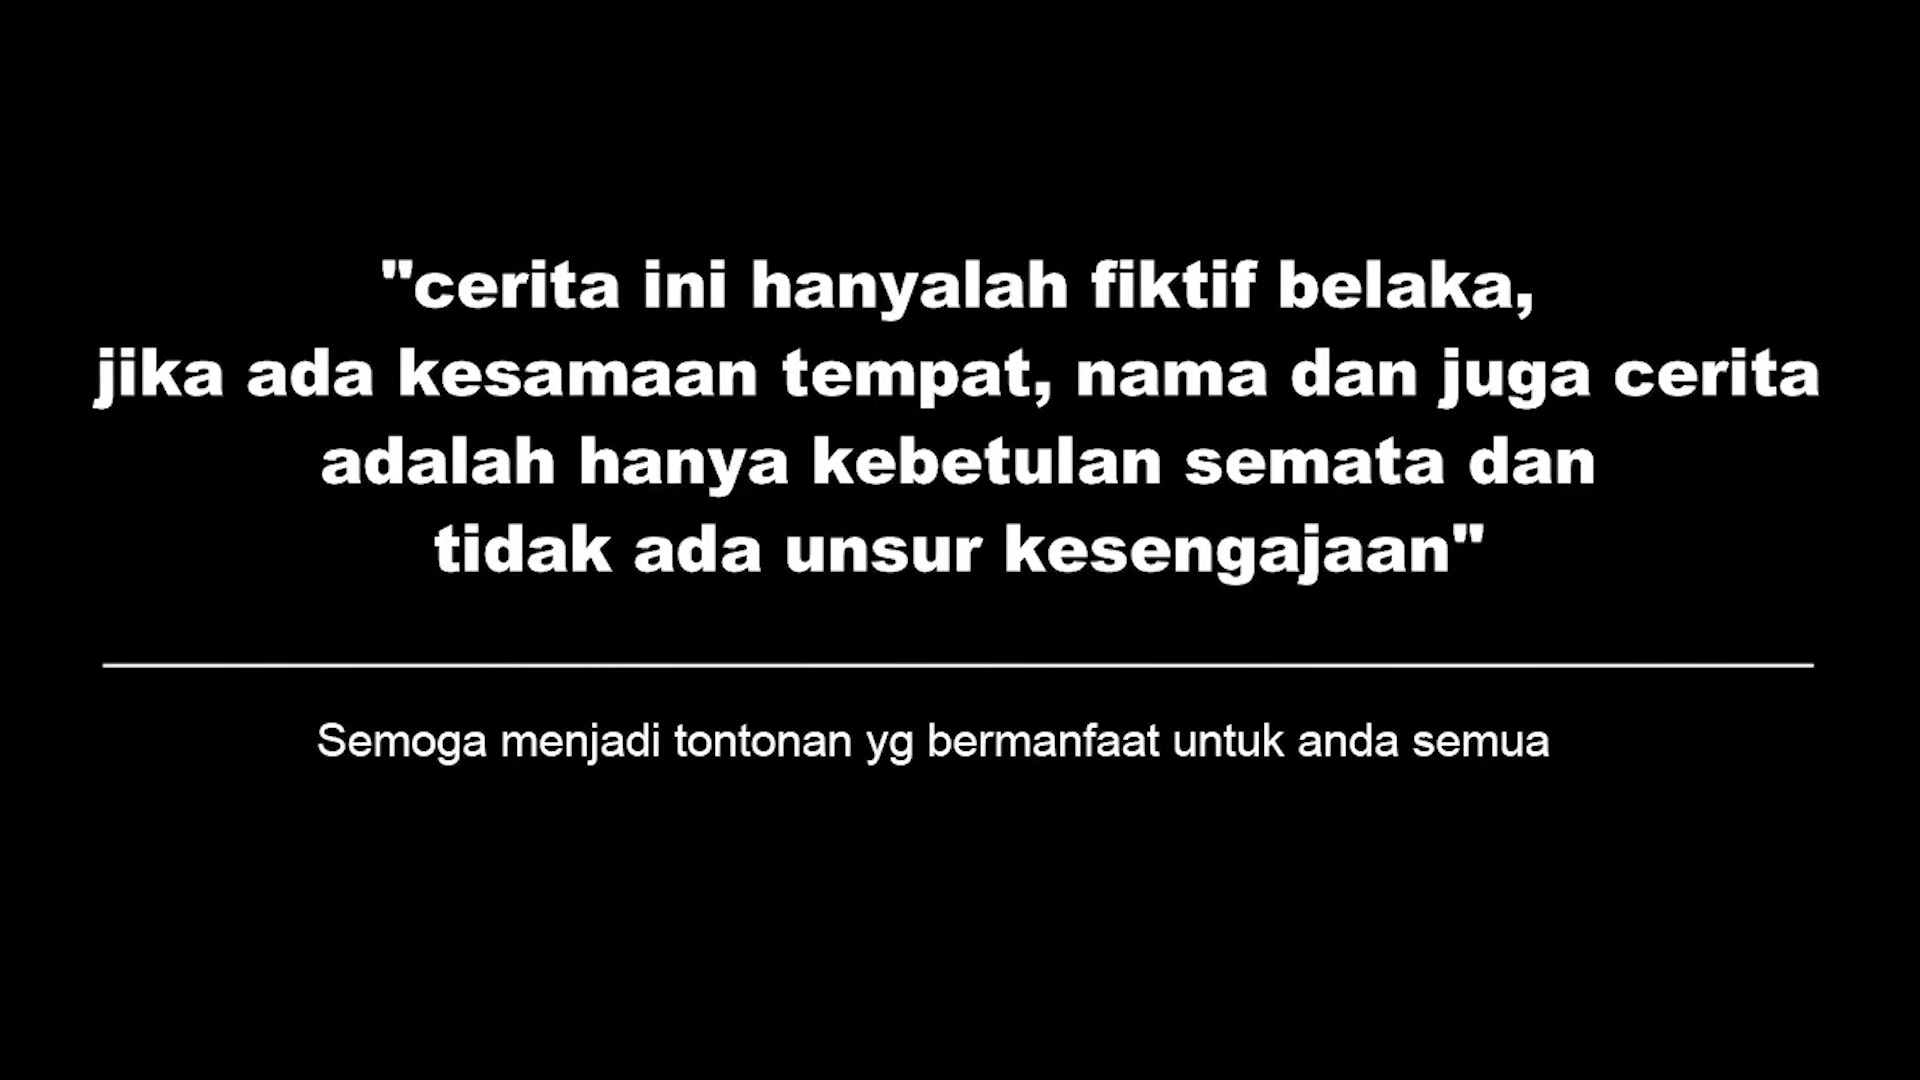 "cerita ini hanyalah fiktif belaka,
jika ada kesamaan tempat, nama dan juga cerita
adalah hanya kebetulan semata dan
tidak ada unsur kesengajaan"
Semoga menjadi tontonan yg bermanfaat untuk anda semua